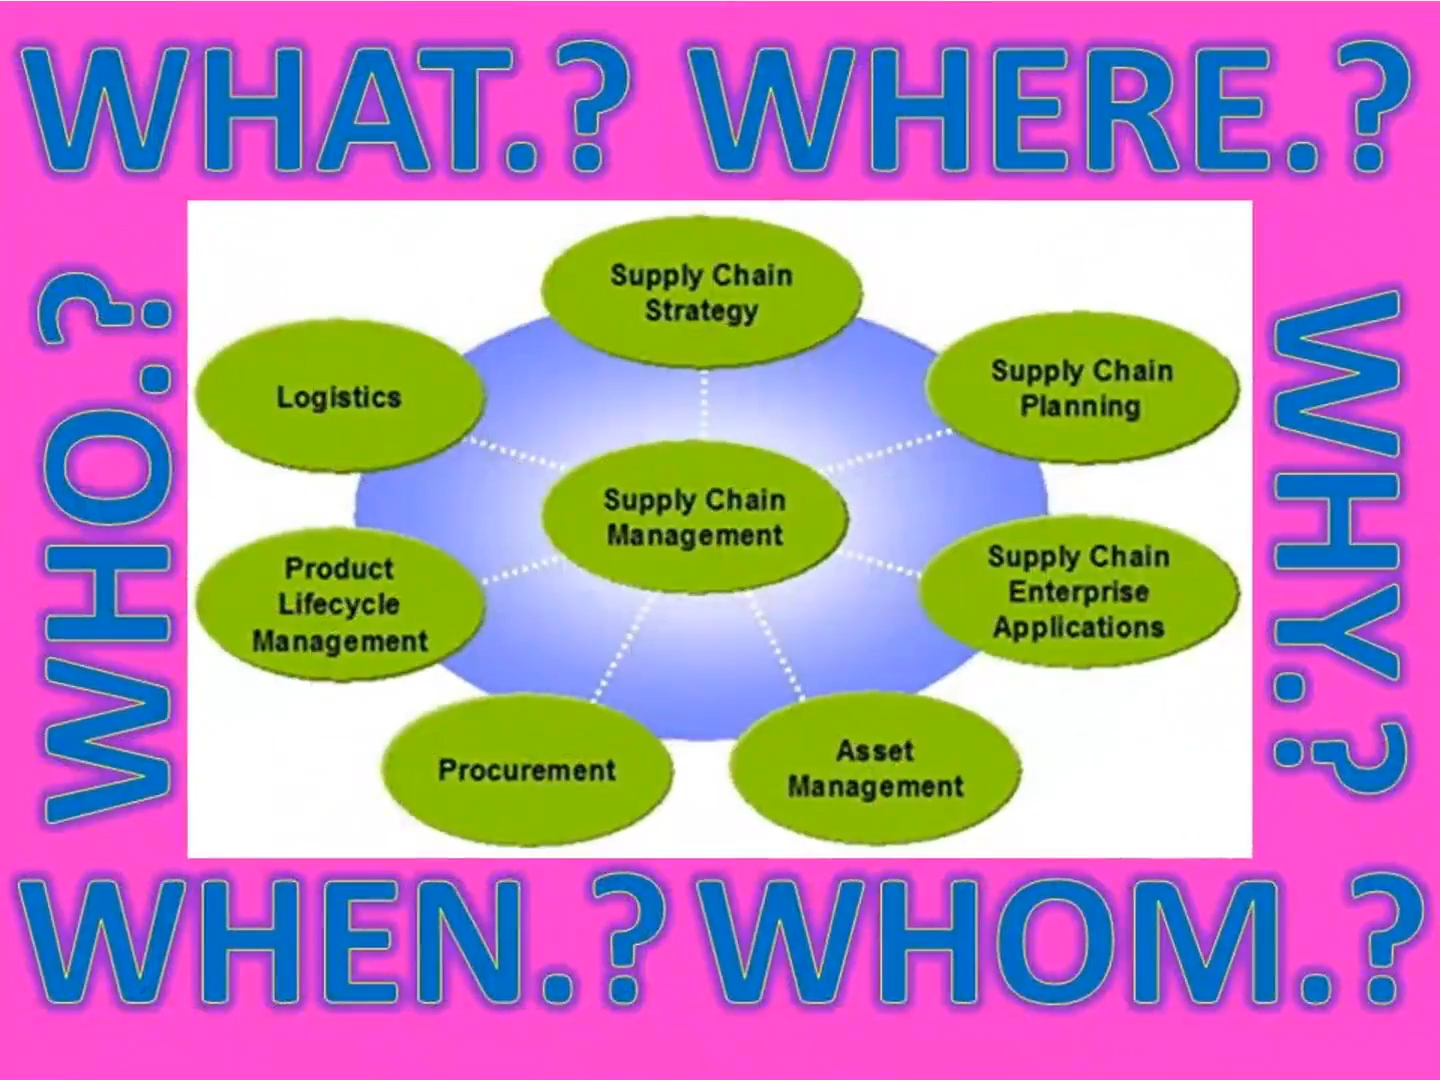 WHAT.? WHERE.?
WHO.?
WHY.?
Supply Chain
Strategy
Logistics
Supply Chain
Planning
Supply Chain
Management
Product
Lifecycle
Management
Supply Chain
Enterprise
Applications
Procurement
Asset
Management
WHEN.? WHOM.?